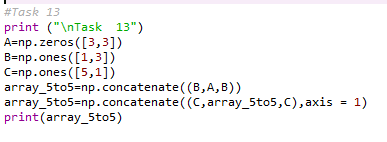 #Task 13
print ("\nTask  13")
A=np.zeros([3,3])
B=np.ones([1,3])
C=np.ones([5,1])
array_5to5=np.concatenate((B,A,B))
array_5to5=np.concatenate((C,array_5to5,C),axis = 1)
print(array_5to5)